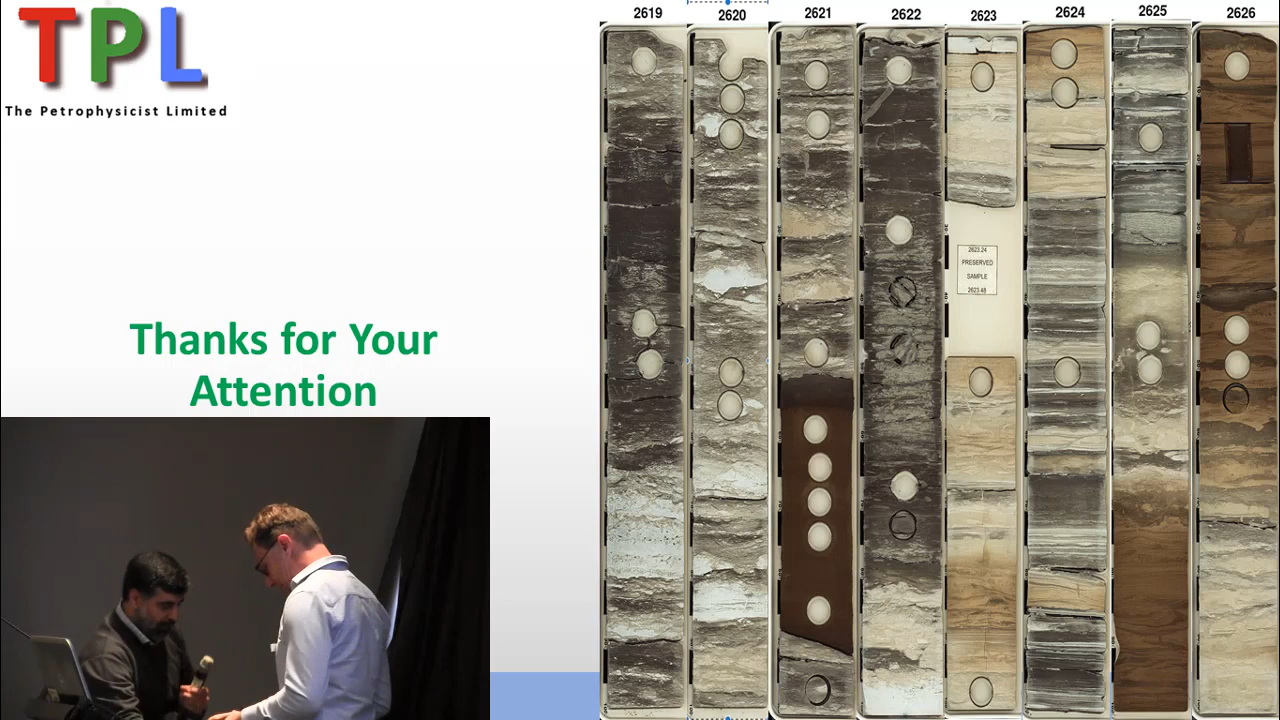 TPL
The Petrophysicist Limited
Thanks for Your
Attention
2619 2620 2621 2622 2623 2624 2625 2626
2623.24
PRESERVED
SAMPLE
2623.48